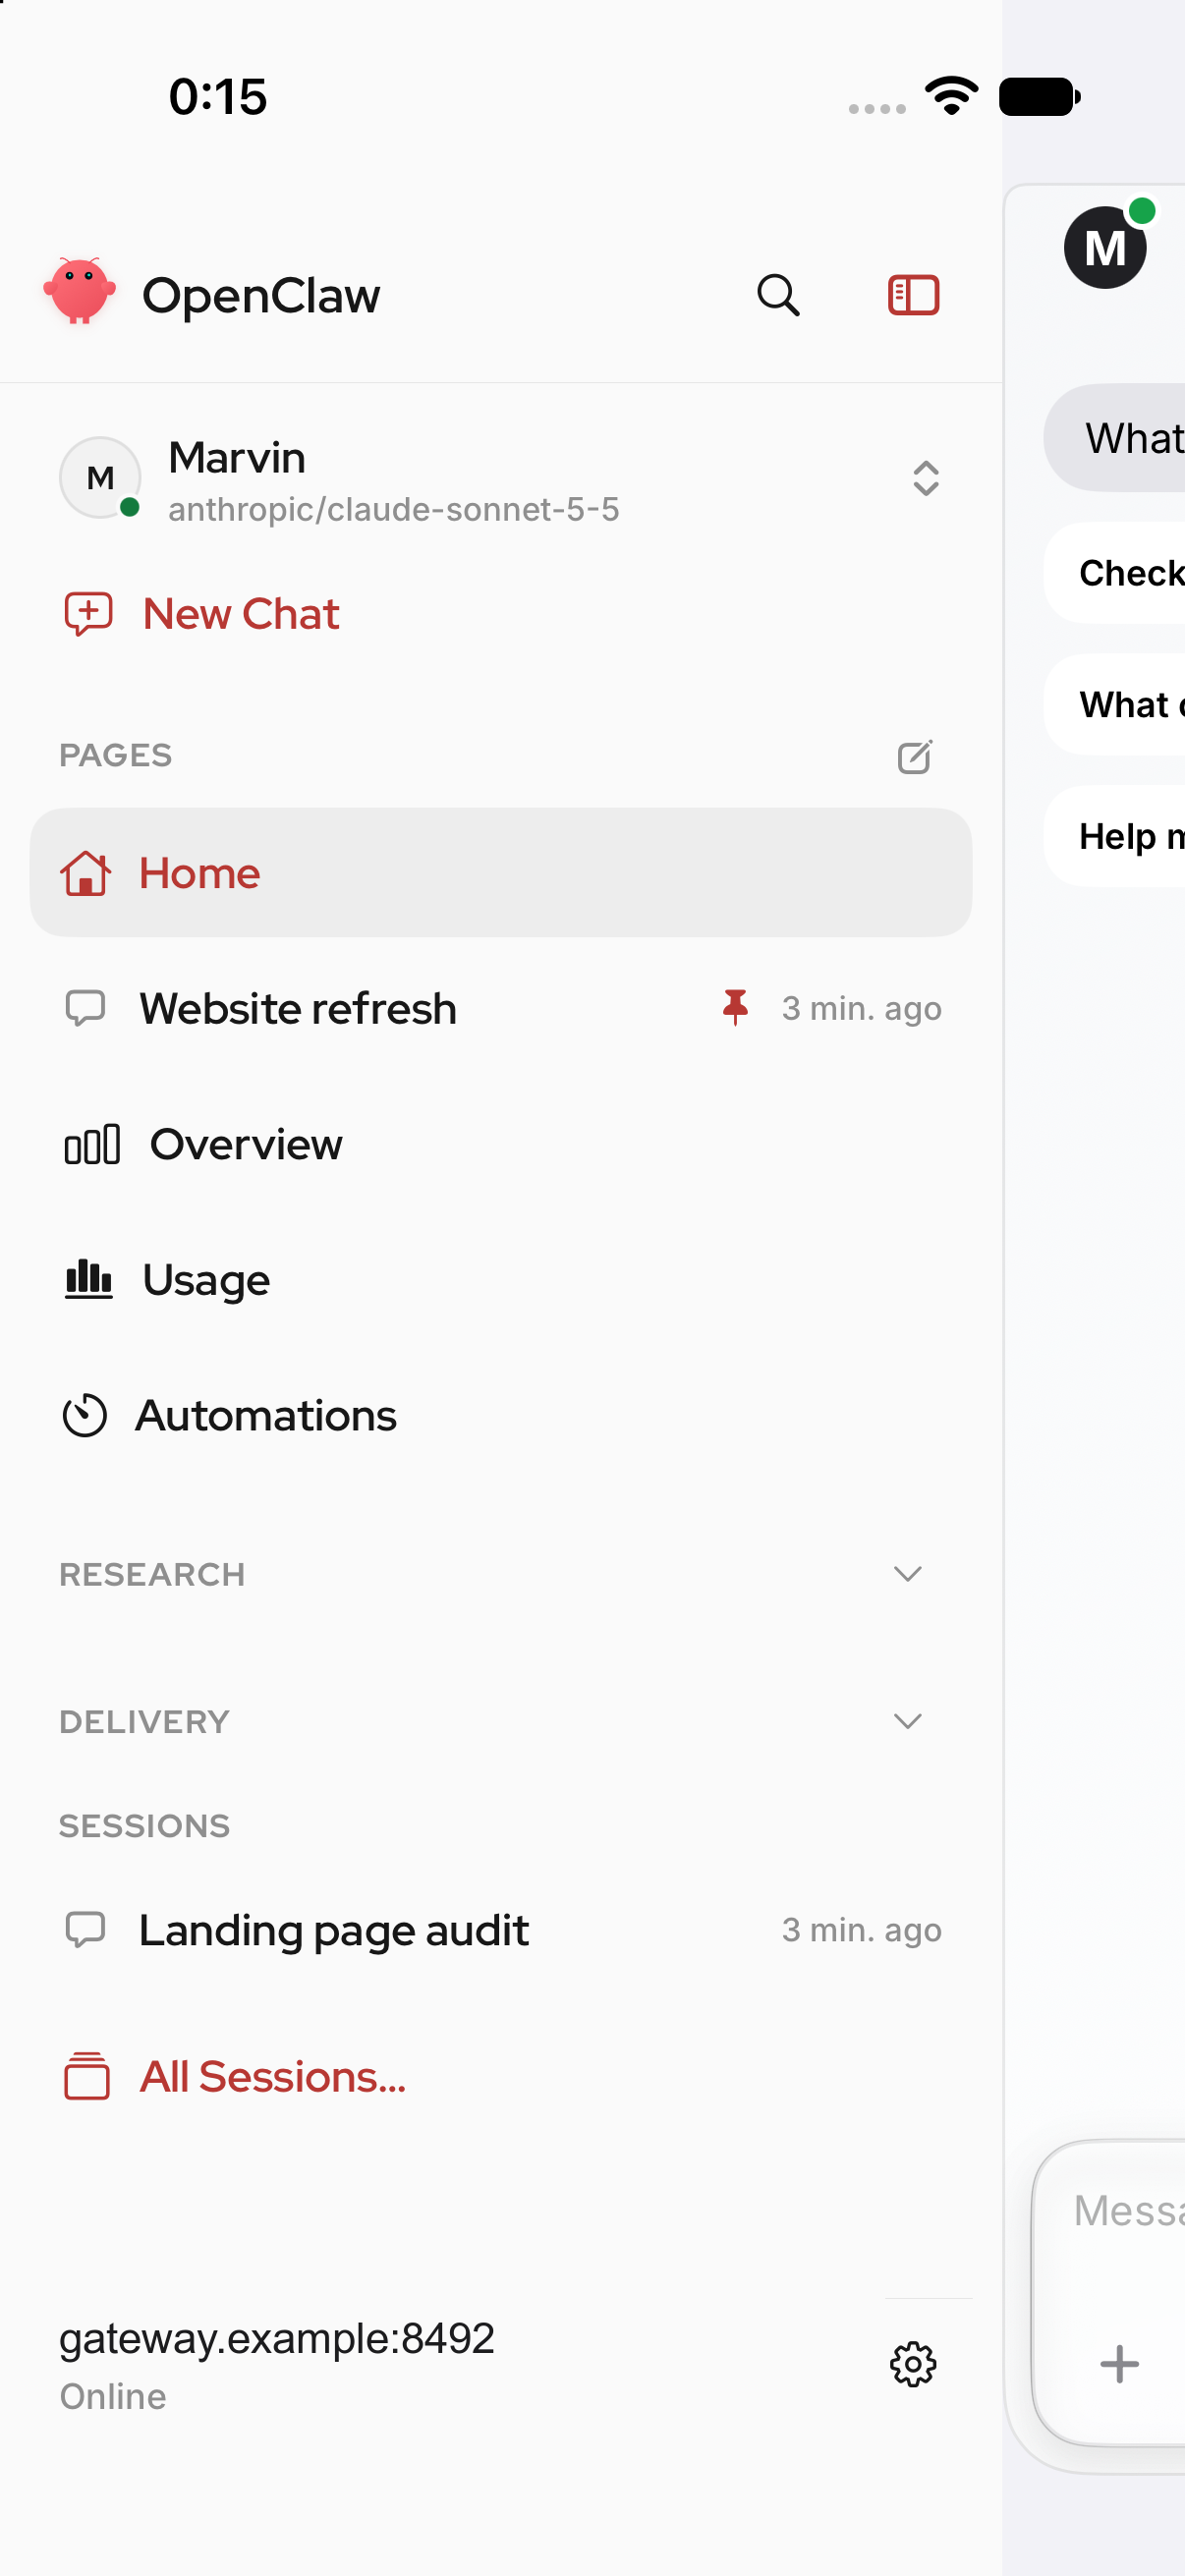 0:15
OpenClaw
M
M
Marvin
anthropic/claude-sonnet-5-5
New Chat
PAGES
Home
Website refresh
3 min. ago
Overview
Usage
Automations
RESEARCH
DELIVERY
SESSIONS
Landing page audit
3 min. ago
All Sessions...
gateway.example:8492
Online
What
Check
What
Help